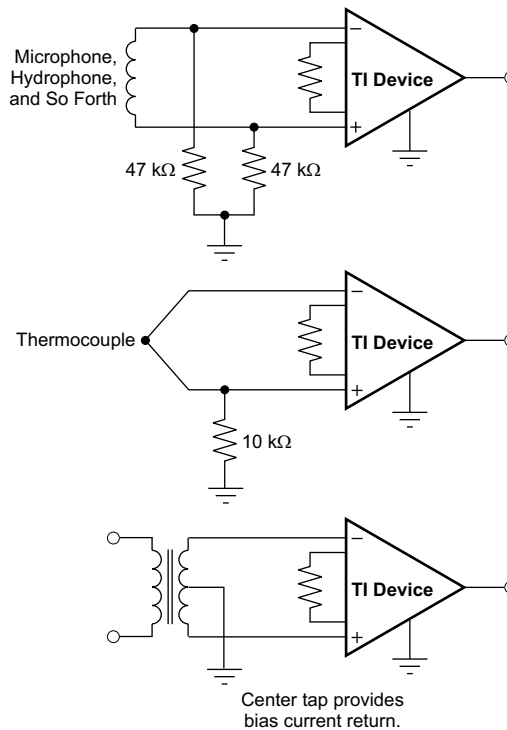 Microphone,
Hydrophone,
and So Forth
−
TI Device
+
47 kΩ
47 kΩ
Thermocouple
−
TI Device
+
10 kΩ
−
TI Device
+
Center tap provides
bias current return.